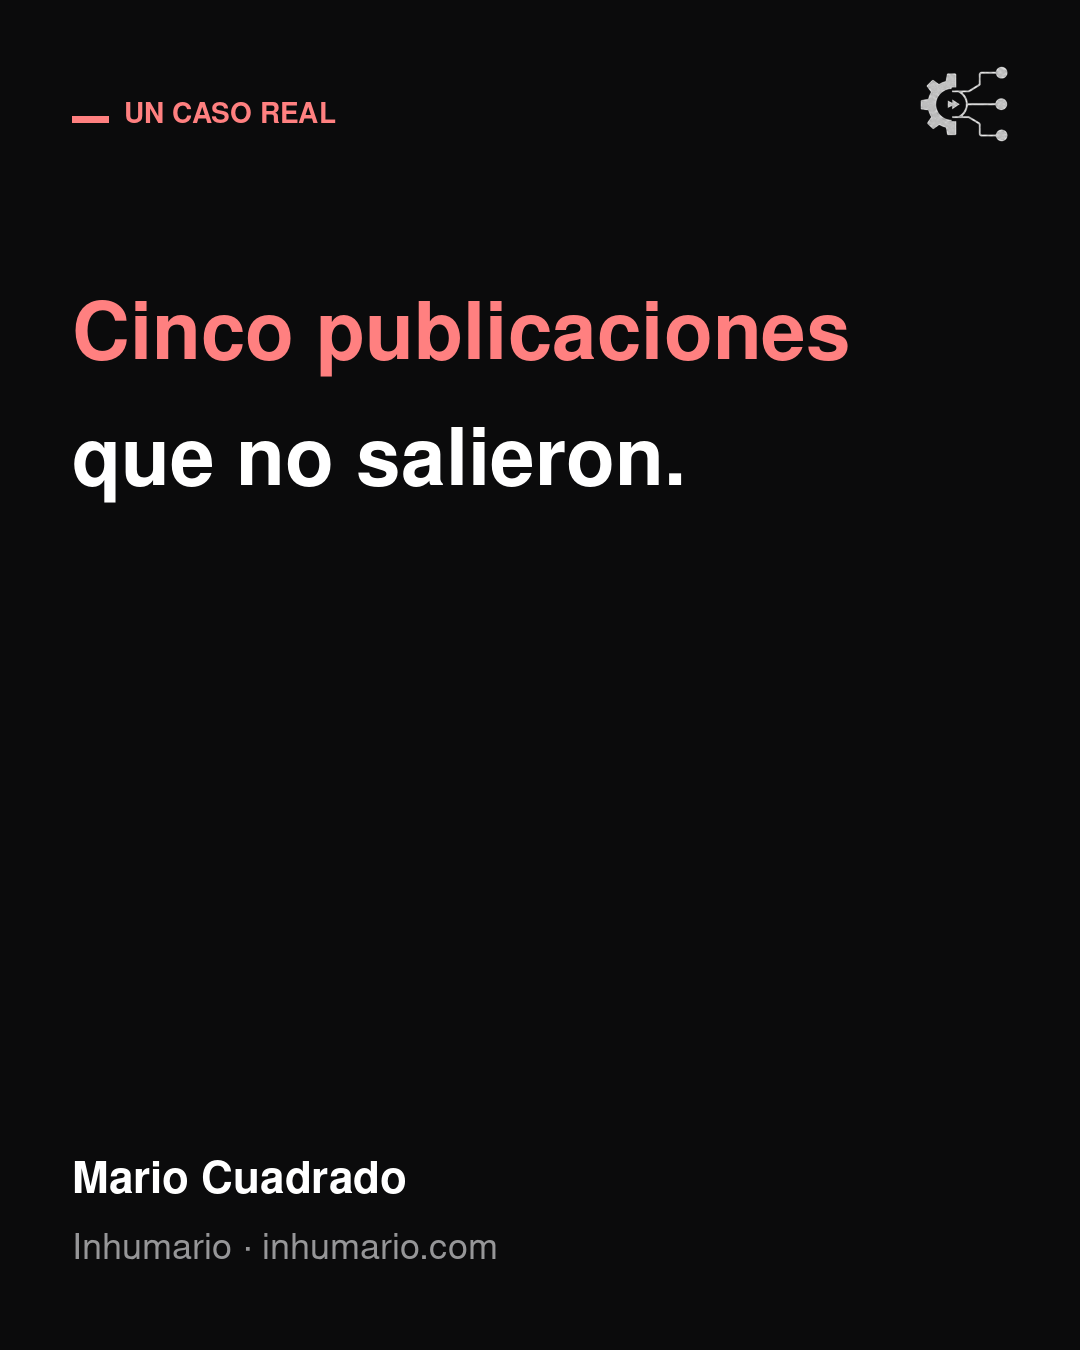 UN CASO REAL
Cinco publicaciones
que no salieron.
Mario Cuadrado
Inhumario · inhumario.com